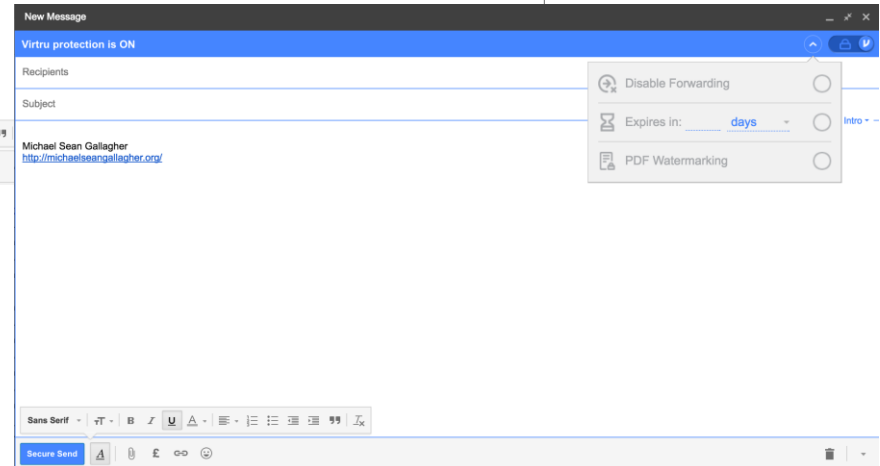 New Message
Virtru protection is ON
Recipients
Disable Forwarding
Subject
Expires in: days
Intro
Michael Sean Gallagher
http://michaelseangallagher.org/
PDF Watermarking
Sans Serif B I U A
Secure Send A £